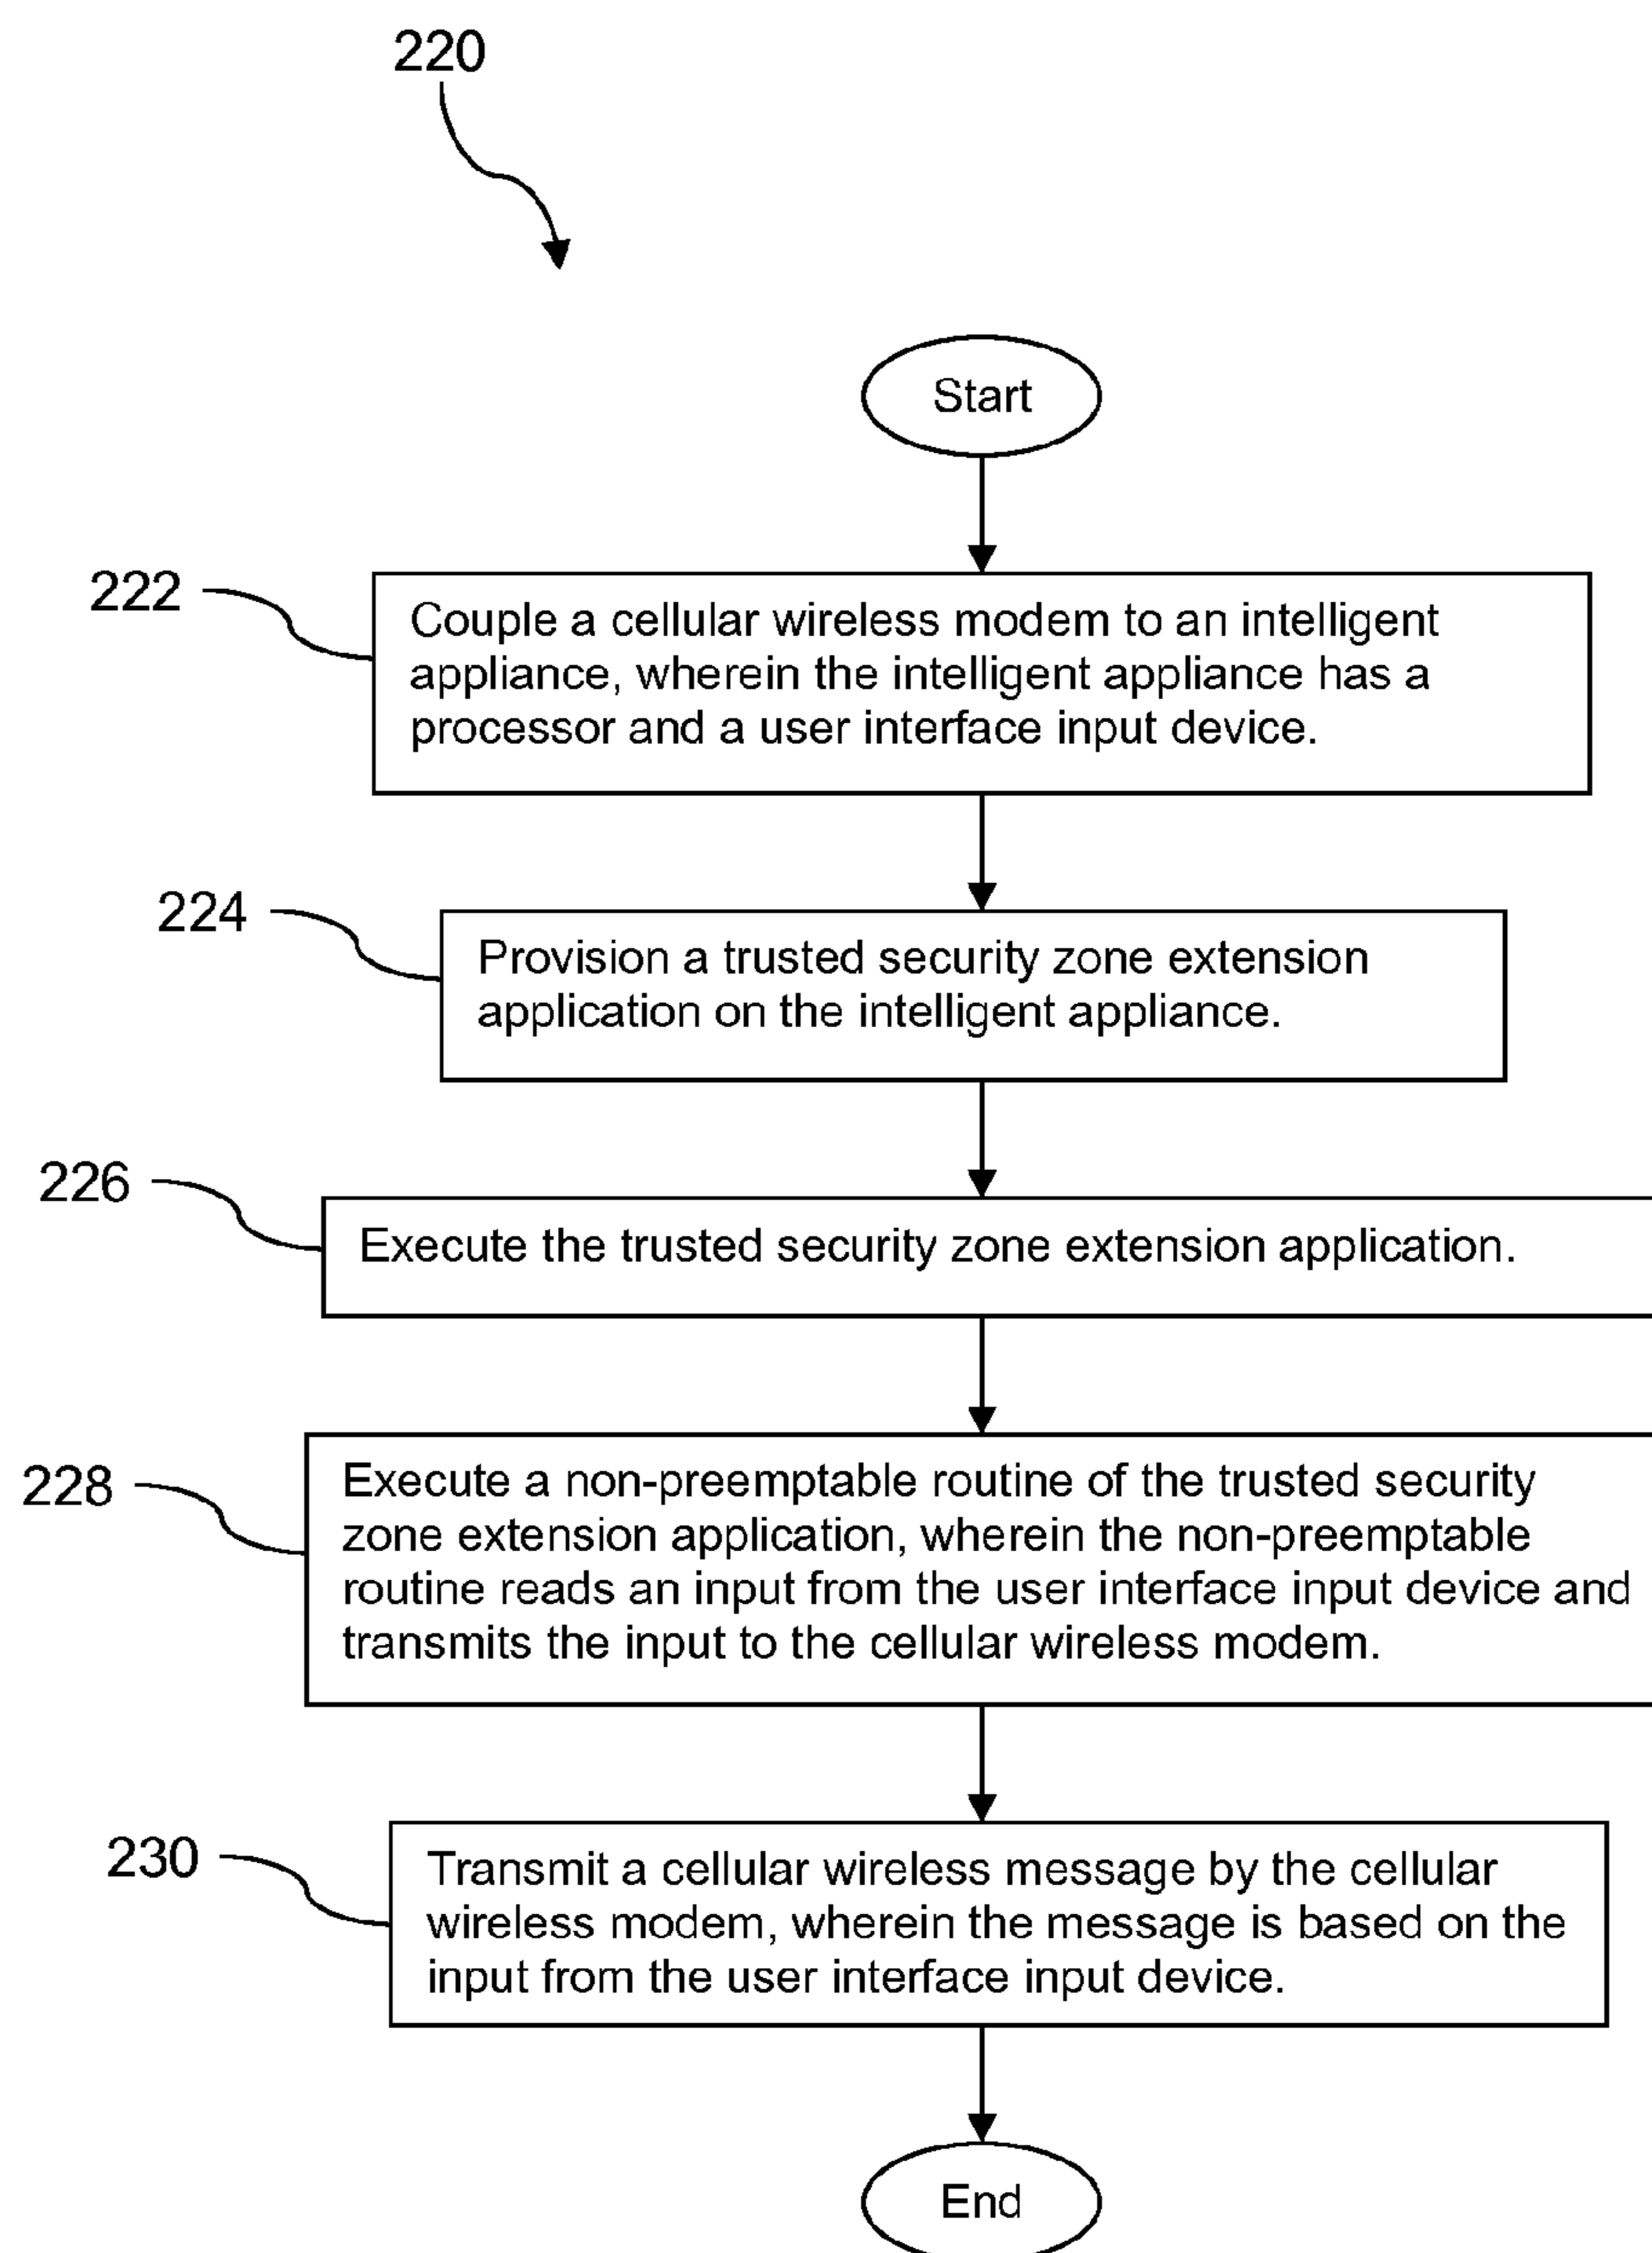 220
Start
222
Couple a cellular wireless modem to an intelligent
appliance, wherein the intelligent appliance has a
processor and a user interface input device.
224
Provision a trusted security zone extension
application on the intelligent appliance.
226
Execute the trusted security zone extension application.
228
Execute a non-preemptable routine of the trusted security
zone extension application, wherein the non-preemptable
routine reads an input from the user interface input device and
transmits the input to the cellular wireless modem.
230
Transmit a cellular wireless message by the cellular
wireless modem, wherein the message is based on the
input from the user interface input device.
End